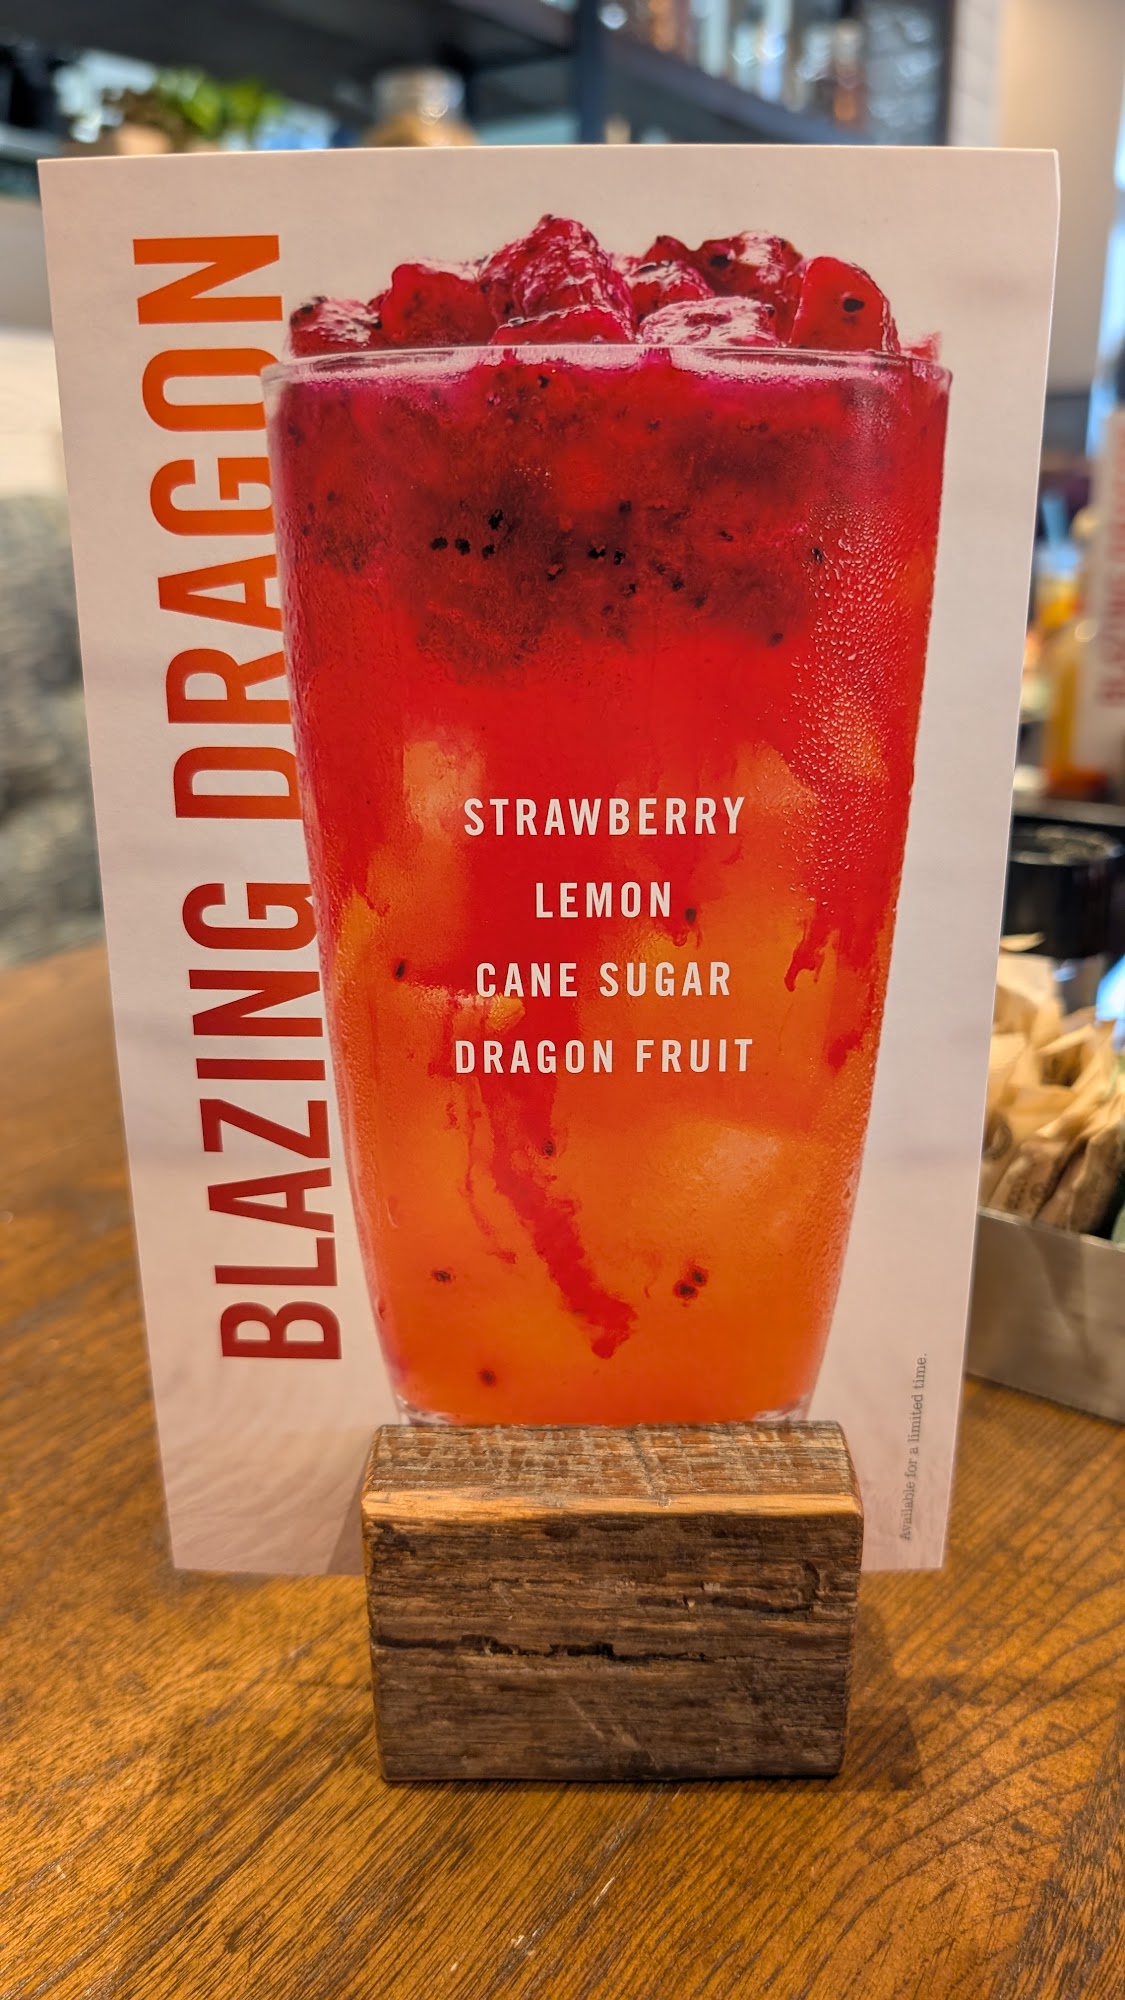 BLAZING DRAGON
STRAWBERRY
LEMON
CANE SUGAR
DRAGON FRUIT
Available for a limited time.